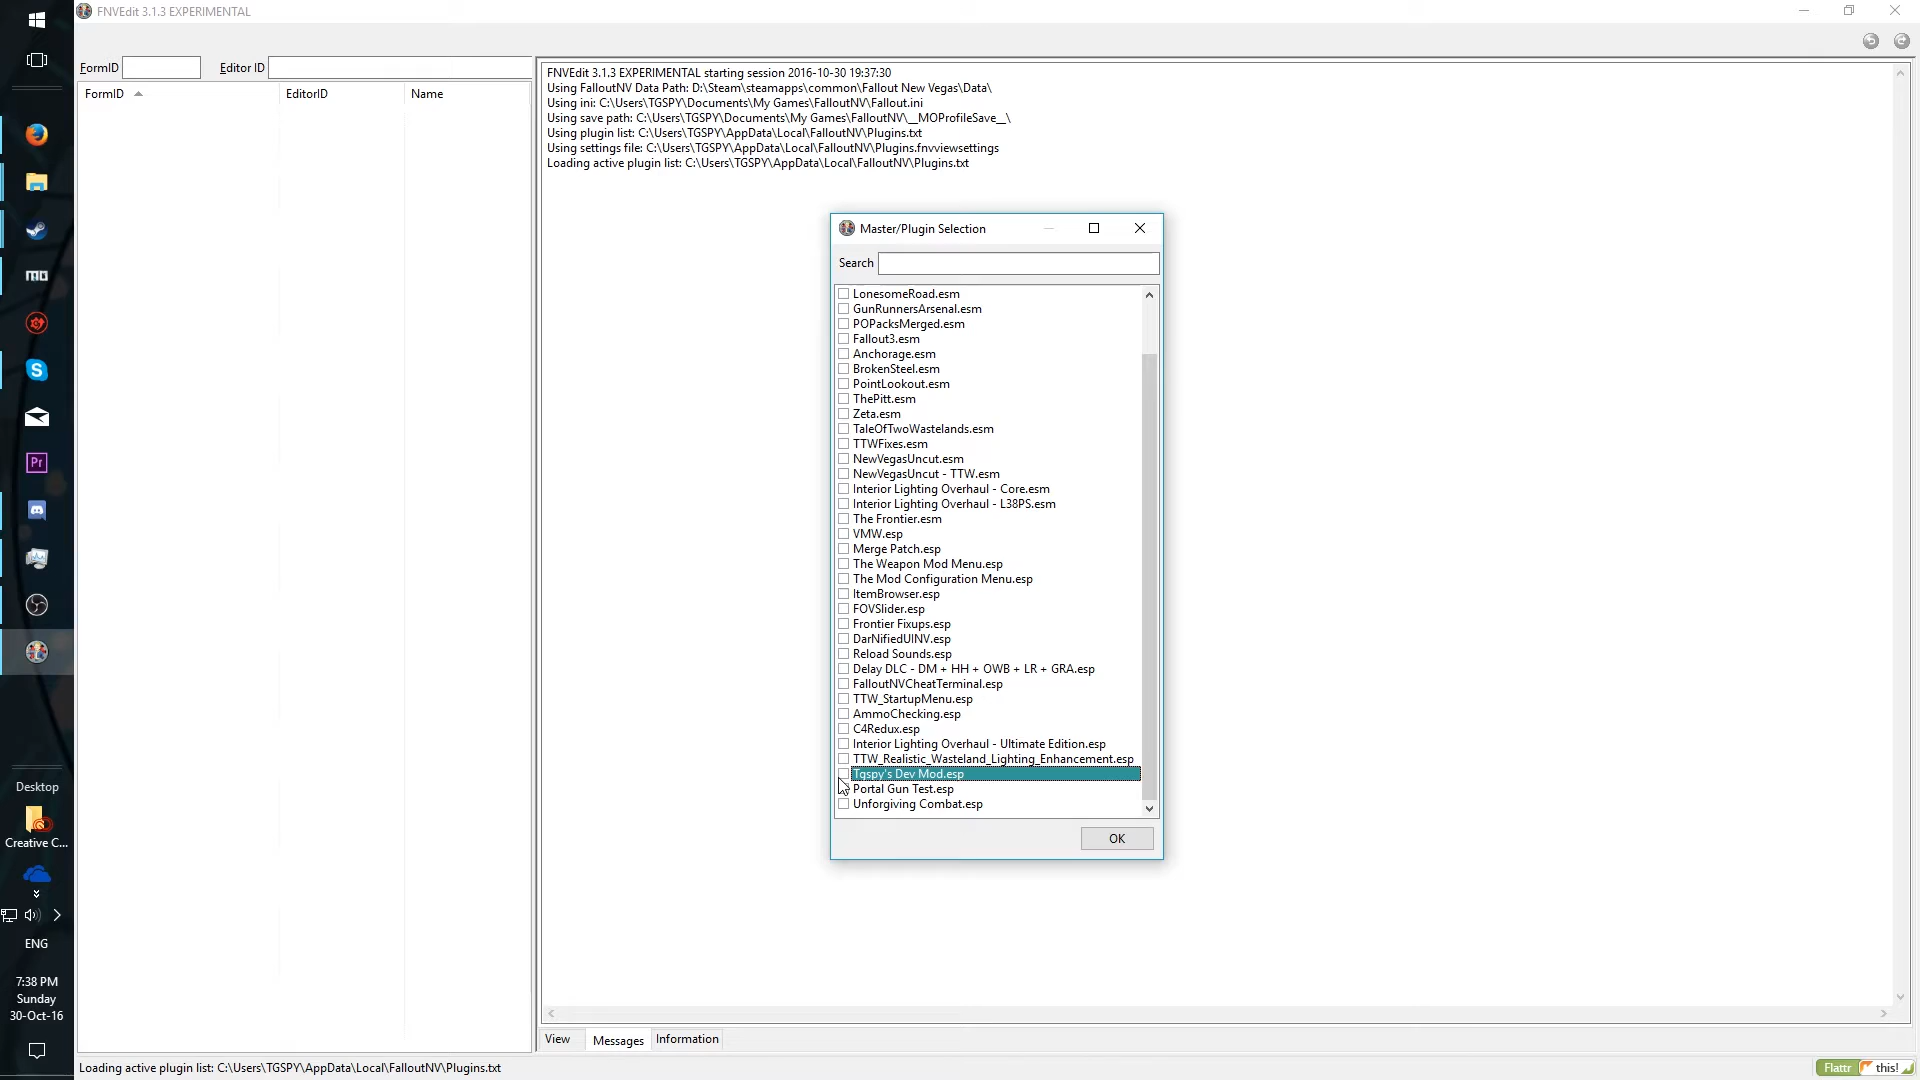 FNVEdit 3.1.3 EXPERIMENTAL
FormID
Editor ID
FormID
EditorID
Name
FNVEdit 3.1.3 EXPERIMENTAL starting session 2016-10-30 19:37:30
Using FalloutNV Data Path: D:\Steam\steamapps\common\Fallout New Vegas\Data\
Using ini: C:\Users\TGSPY\Documents\My Games\FalloutNV\Fallout.ini
Using save path: C:\Users\TGSPY\Documents\My Games\FalloutNV\__MOProfileSave__\
Using plugin list: C:\Users\TGSPY\AppData\Local\FalloutNV\Plugins.txt
Using settings file: C:\Users\TGSPY\AppData\Local\FalloutNV\Plugins.fnvviewsettings
Loading active plugin list: C:\Users\TGSPY\AppData\Local\FalloutNV\Plugins.txt
Master/Plugin Selection
Search
LonesomeRoad.esm
GunRunnersArsenal.esm
POPacksMerged.esm
Fallout3.esm
Anchorage.esm
BrokenSteel.esm
PointLookout.esm
ThePitt.esm
Zeta.esm
TaleOfTwoWastelands.esm
TTWFixes.esm
NewVegasUncut.esm
NewVegasUncut - TTW.esm
Interior Lighting Overhaul - Core.esm
Interior Lighting Overhaul - L38PS.esm
The Frontier.esm
VMW.esp
Merge Patch.esp
The Weapon Mod Menu.esp
The Mod Configuration Menu.esp
ItemBrowser.esp
FOVSlider.esp
Frontier Fixups.esp
DarNifiedUINV.esp
Reload Sounds.esp
Delay DLC - DM + HH + OWB + LR + GRA.esp
FalloutNVCheatTerminal.esp
TTW_StartupMenu.esp
AmmoChecking.esp
C4Redux.esp
Interior Lighting Overhaul - Ultimate Edition.esp
TTW_Realistic_Wasteland_Lighting_Enhancement.esp
Tgspy's Dev Mod.esp
Portal Gun Test.esp
Unforgiving Combat.esp
OK
mo
S
Pr
Desktop
Creative C...
ENG
7:38 PM
Sunday
30-Oct-16
View
Messages
Information
Loading active plugin list: C:\Users\TGSPY\AppData\Local\FalloutNV\Plugins.txt
Flattr
this!